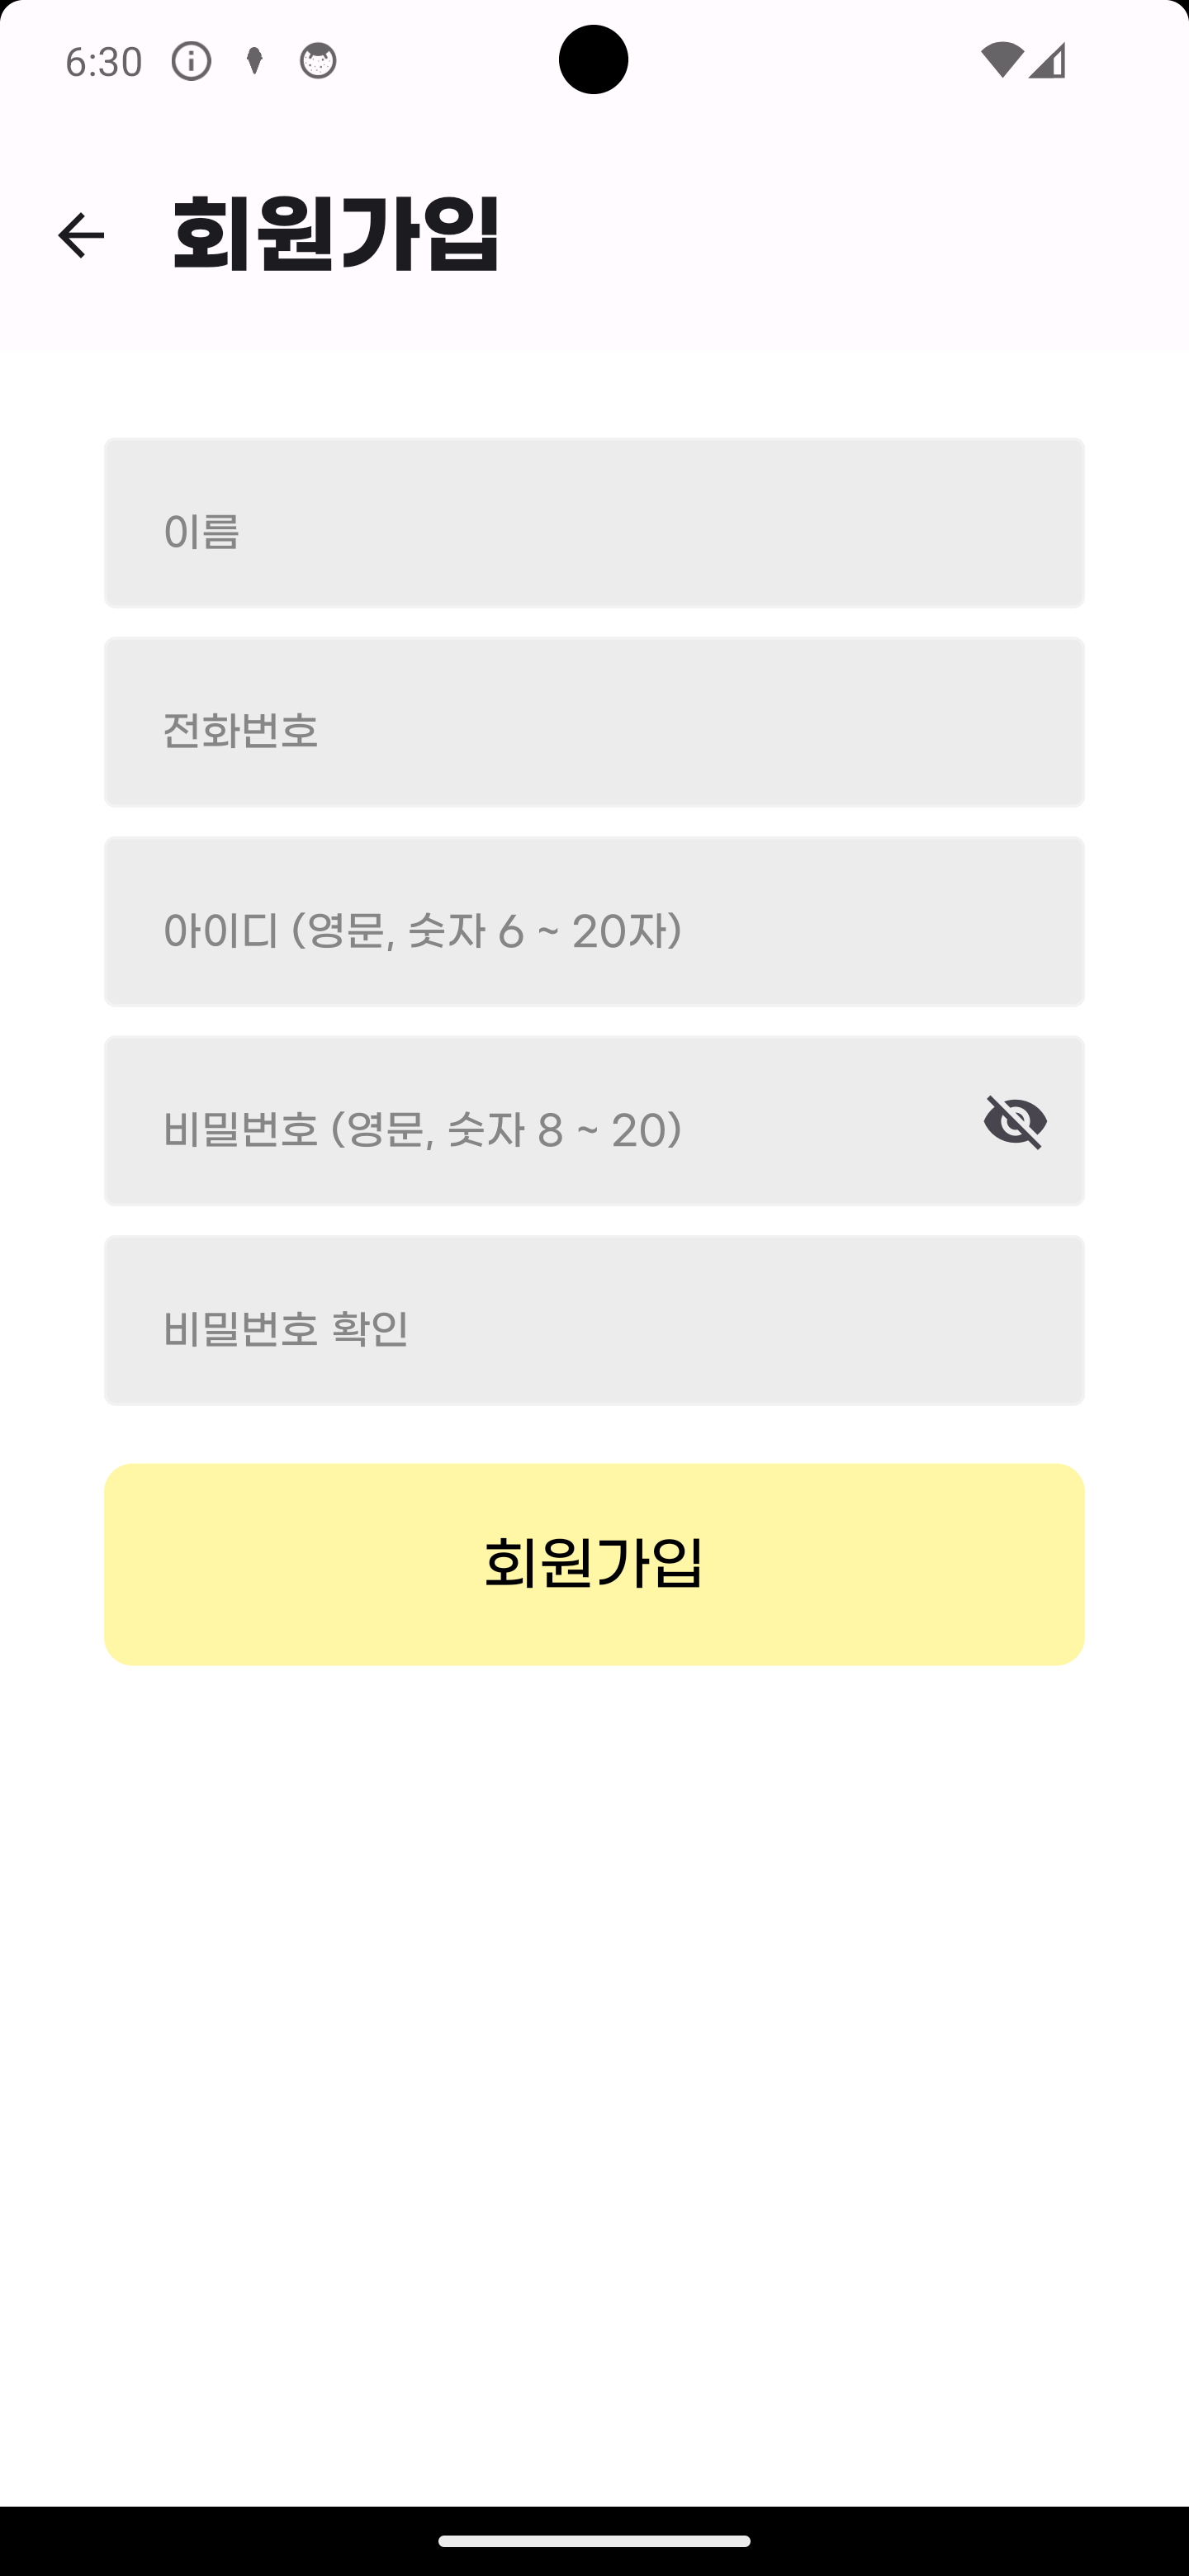 6:30
회원가입
이름
전화번호
아이디 (영문, 숫자 6 ~ 20자)
비밀번호 (영문, 숫자 8 ~ 20)
비밀번호 확인
회원가입